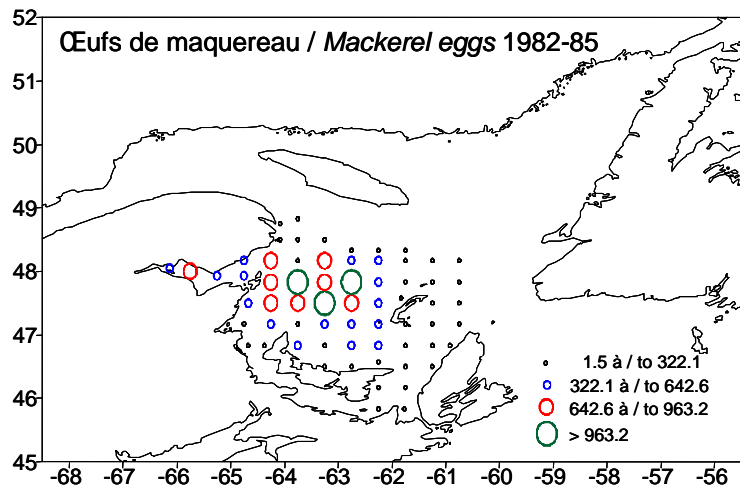 Œufs de maquereau / Mackerel eggs 1982-85
52
51
50
49
48
47
46
45
1.5 à / to 322.1
322.1 à / to 642.6
642.6 à / to 963.2
> 963.2
-68 -67 -66 -65 -64 -63 -62 -61 -60 -59 -58 -57 -56